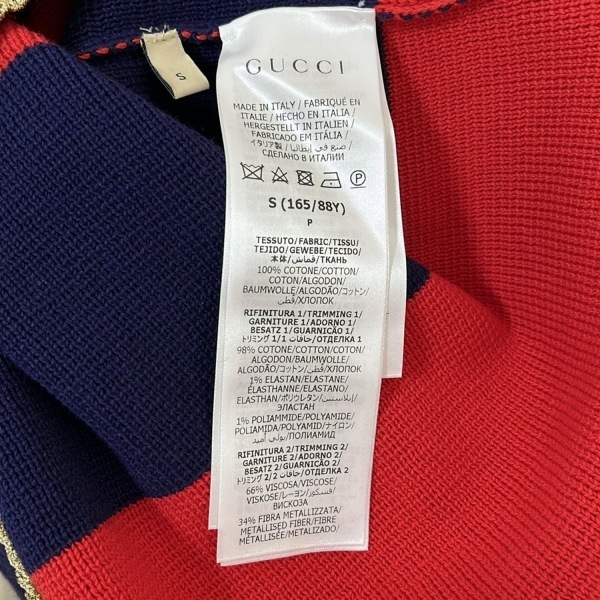 S
GUCCI
MADE IN ITALY / FABRIQUÉ EN
ITALIE / HECHO EN ITALIA /
HERGESTELLT IN ITALIEN /
FABRICADO EM ITÁLIA /
イタリア製 / صنع في إيطاليا /
СДЕЛАНО В ИТАЛИИ
P
S (165/88Y)
P
TESSUTO/FABRIC/TISSU/
TEJIDO/GEWEBE/TECIDO/
本体/قماش/ТКАНЬ
100% COTONE/COTTON/
COTON/ALGODON/
BAUMWOLLE/ALGODÃO/コットン/
قطن/ХЛОПОК
RIFINITURA 1/TRIMMING 1/
GARNITURE 1/ADORNO 1/
BESATZ 1/GUARNIÇÃO 1/
トリミング 1/حافات 1/ОТДЕЛКА 1
98% COTONE/COTTON/COTON/
ALGODON/BAUMWOLLE/
ALGODÃO/コットン/قطن/ХЛОПОК
1% ELASTAN/ELASTANE/
ÉLASTHANNE/ELASTANO/
ELASTHAN/ポリウレタン/إيلاستين/
ЭЛАСТАН
1% POLIAMMIDE/POLYAMIDE/
POLIAMIDA/POLYAMID/ナイロン/
بولي أميد/ПОЛИАМИД
RIFINITURA 2/TRIMMING 2/
GARNITURE 2/ADORNO 2/
BESATZ 2/GUARNIÇÃO 2/
トリミング 2/حافات 2/ОТДЕЛКА 2
66% VISCOSA/VISCOSE/
VISKOSE/レーヨン/فسكوز/
ВИСКОЗА
34% FIBRA METALLIZZATA/
METALLISED FIBER/FIBRE